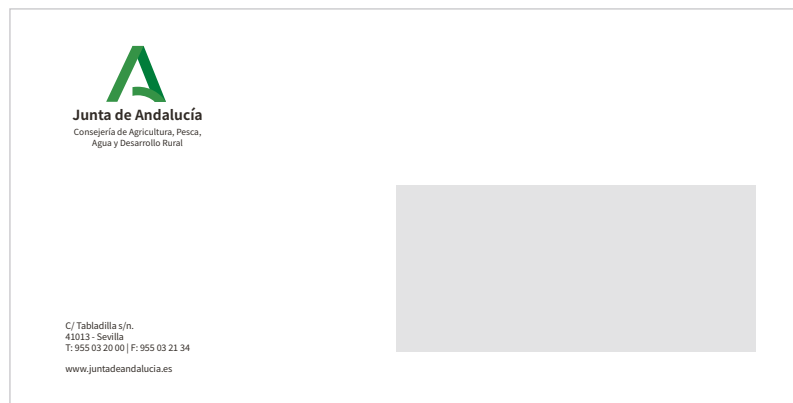 Junta de Andalucía
Consejería de Agricultura, Pesca,
Agua y Desarrollo Rural
C/ Tabladilla s/n.
41013 - Sevilla
T: 955 03 20 00 | F: 955 03 21 34
www.juntadeandalucia.es